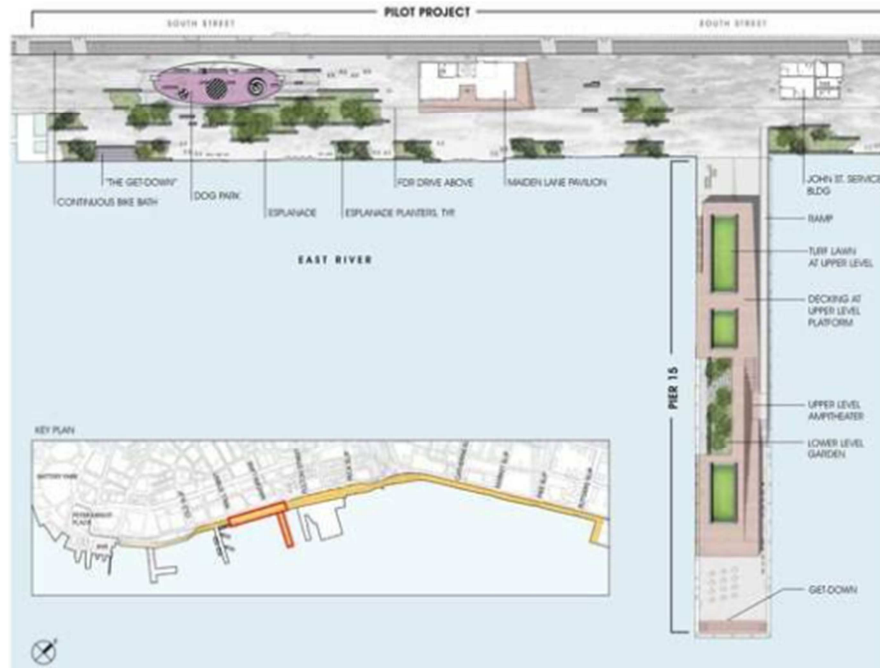 PILOT PROJECT
SOUTH STREET
SOUTH STREET
"THE GET-DOWN"
CONTINUOUS BIKE BATH
DOG PARK
ESPLANADE
ESPLANADE PLANTERS, TYP.
FDR DRIVE ABOVE
MAIDEN LANE PAVILION
JOHN ST. SERVICE
BLDG
RAMP
TURF LAWN
AT UPPER LEVEL
DECKING AT
UPPER LEVEL
PLATFORM
UPPER LEVEL
AMPITHEATER
LOWER LEVEL
GARDEN
GET-DOWN
EAST RIVER
PIER 15
KEY PLAN
BATTERY PARK
PLAZA